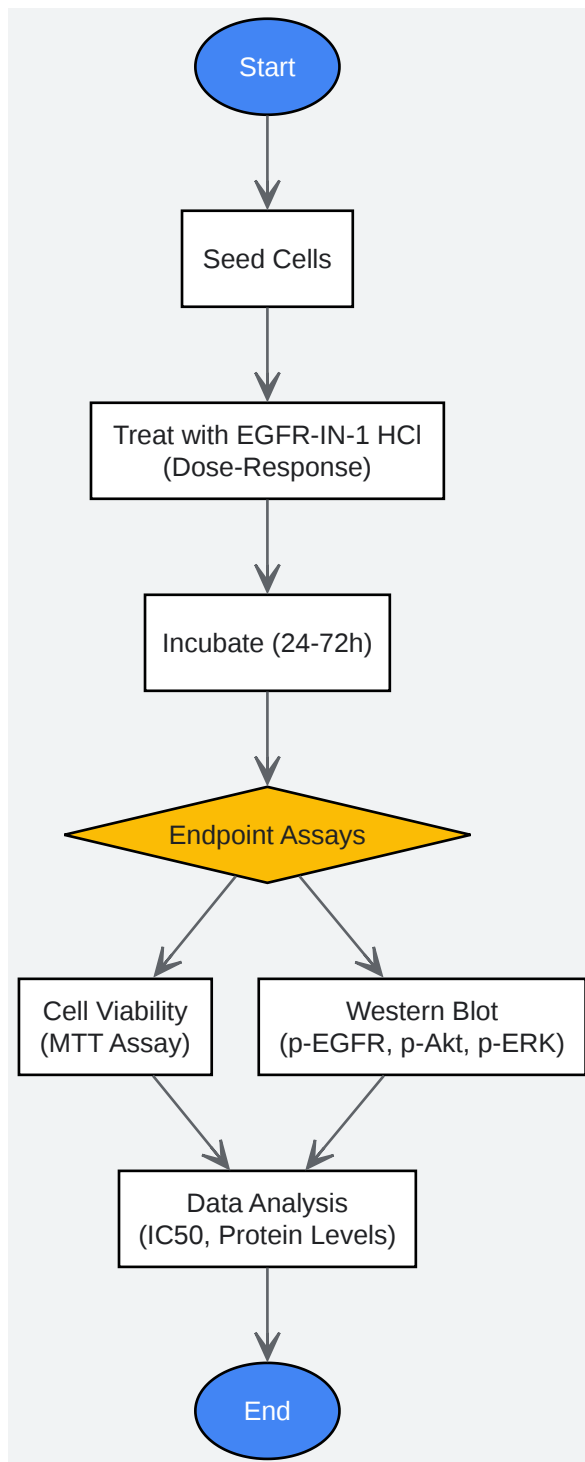 Start
Seed Cells
Treat with EGFR-IN-1 HCl
(Dose-Response)
Incubate (24-72h)
Endpoint Assays
Cell Viability
(MTT Assay)
Western Blot
(p-EGFR, p-Akt, p-ERK)
Data Analysis
(IC50, Protein Levels)
End